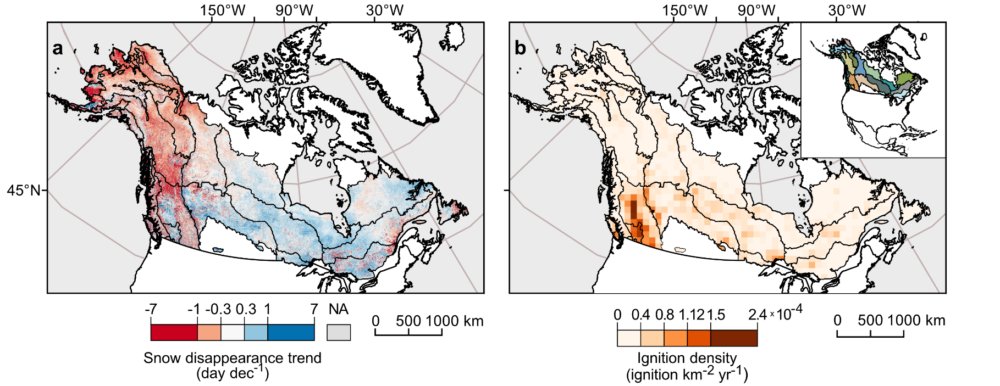 150°W 90°W 30°W
150°W 90°W 30°W
a
b
45°N
-7 -1 -0.3 0.3 1 7 NA
0 500 1000 km
Snow disappearance trend
(day dec-1)
0 0.4 0.8 1.12 1.5 2.4 ×10-4
0 500 1000 km
Ignition density
(ignition km-2 yr-1)